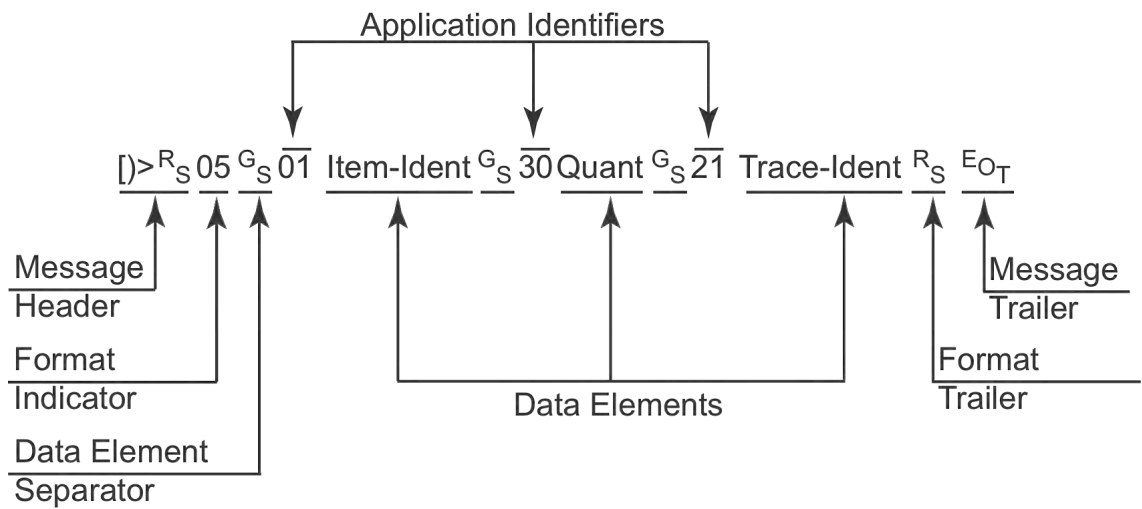 Application Identifiers
[)>RS 05 GS 01 Item-Ident GS 30 Quant GS 21 Trace-Ident RS EOT
Message
Header
Message
Trailer
Format
Indicator
Format
Trailer
Data Elements
Data Element
Separator